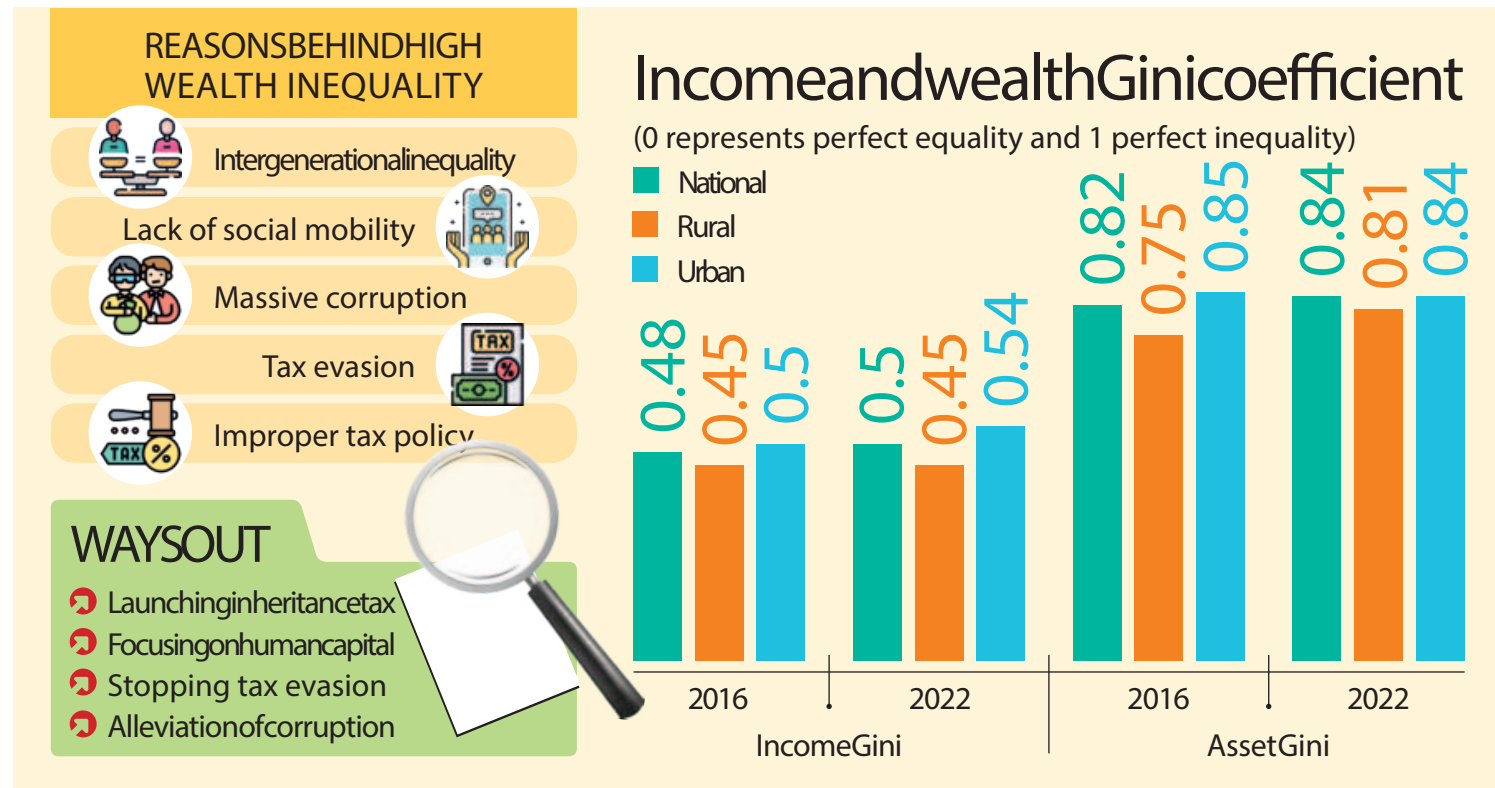 REASONSBEHINDHIGH
WEALTH INEQUALITY
Intergenerationalinequality
Lack of social mobility
Massive corruption
TAX
%
Tax evasion
Improper tax policy
TAX %
WAYSOUT
Launchinginheritancetax
Focusingonhumancapital
Stopping tax evasion
Alleviationofcorruption
IncomeandwealthGinicoefficient
(0 represents perfect equality and 1 perfect inequality)
National
Rural
Urban
0.48 0.45 0.5 0.5 0.45 0.54 0.82 0.75 0.85 0.84 0.81 0.84
2016 2022 2016 2022
IncomeGini AssetGini